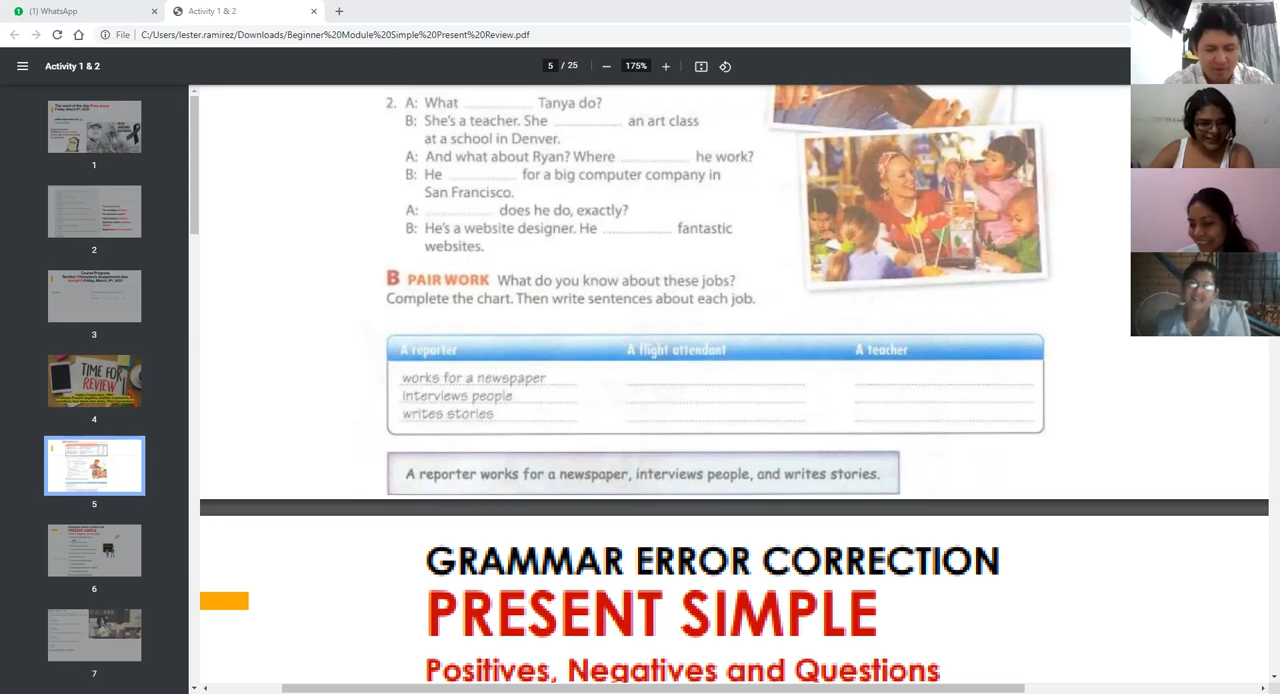 (1) WhatsApp
Activity 1 & 2
File
C:/Users/lester.ramirez/Downloads/Beginner%20Module%20Simple%20Present%20Review.pdf
Activity 1 & 2
5 / 25
175%
1
2
3
TIME FOR
REVIEW
4
5
6
7
2. A: What .............. Tanya do?
B: She's a teacher. She .............. an art class
at a school in Denver.
A: And what about Ryan? Where .............. he work?
B: He .............. for a big computer company in
San Francisco.
A: .............. does he do, exactly?
B: He's a website designer. He .............. fantastic
websites.
B PAIR WORK What do you know about these jobs?
Complete the chart. Then write sentences about each job.
A reporter A flight attendant A teacher
works for a newspaper
interviews people
writes stories
A reporter works for a newspaper, interviews people, and writes stories.
GRAMMAR ERROR CORRECTION
PRESENT SIMPLE
Positives, Negatives and Questions